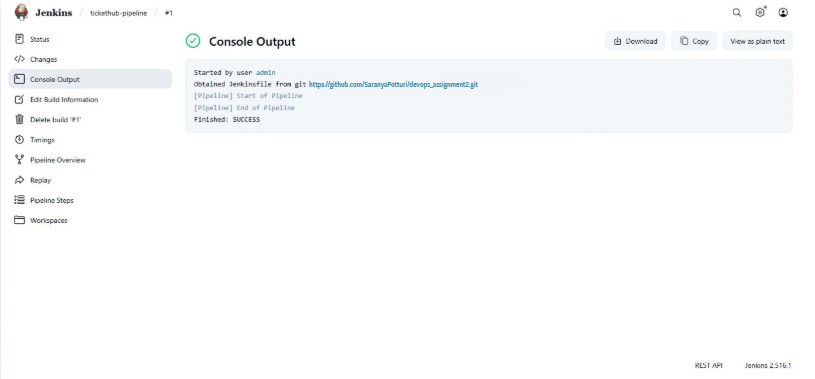 Jenkins / tickethub-pipeline / #1
Status
Changes
Console Output
Edit Build Information
Delete build '#1'
Timings
Pipeline Overview
Replay
Pipeline Steps
Workspaces
Console Output
Download
Copy
View as plain text
Started by user admin
Obtained Jenkinsfile from git https://github.com/SaranyaPotturi/devops_assignment2.git
[Pipeline] Start of Pipeline
[Pipeline] End of Pipeline
Finished: SUCCESS
REST API
Jenkins 2.516.1